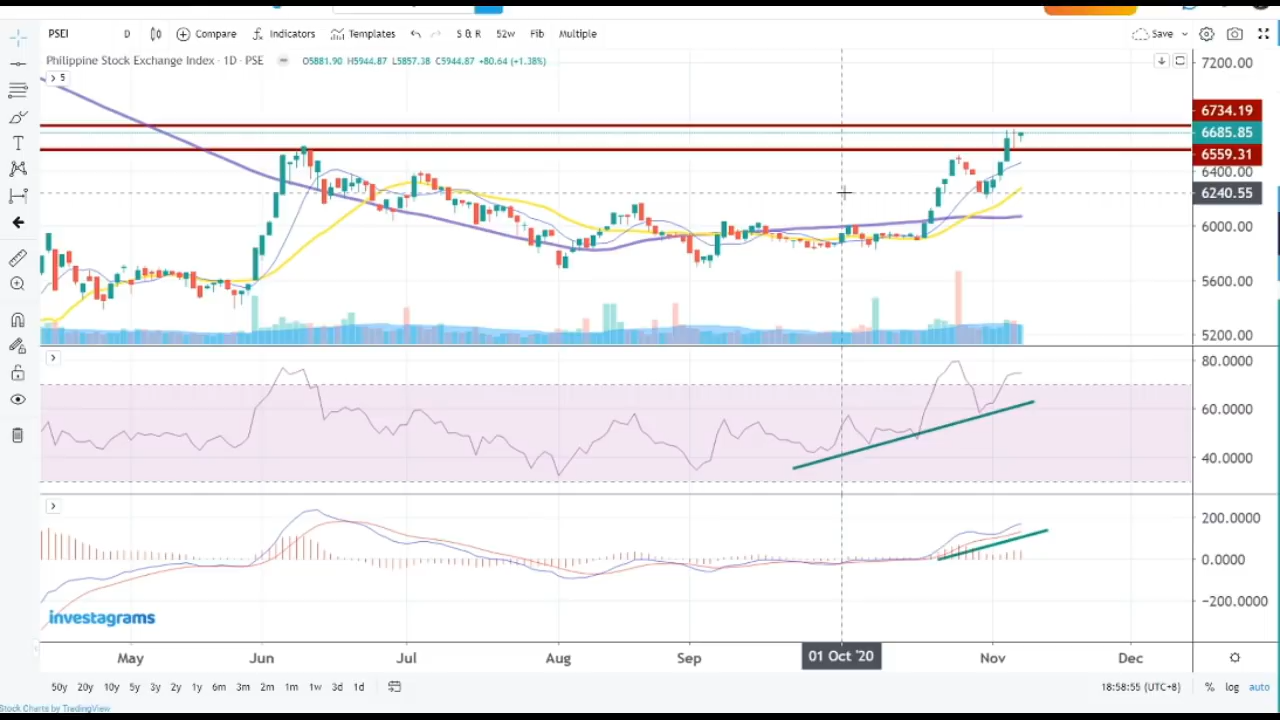 PSEI D Compare Indicators Templates S & R 52w Fib Multiple Save
Philippine Stock Exchange Index · 1D · PSE O5881.90 H5944.87 L5857.38 C5944.87 +80.64 (+1.38%)
5
7200.00
6734.19
6685.85
6559.31
6400.00
6240.55
6000.00
5600.00
5200.00
80.0000
60.0000
40.0000
200.0000
0.0000
−200.0000
investagrams
May Jun Jul Aug Sep 01 Oct '20 Nov Dec
50y 20y 10y 5y 3y 2y 1y 6m 3m 2m 1m 1w 3d 1d 18:58:55 (UTC+8) % log auto
Stock Charts by TradingView